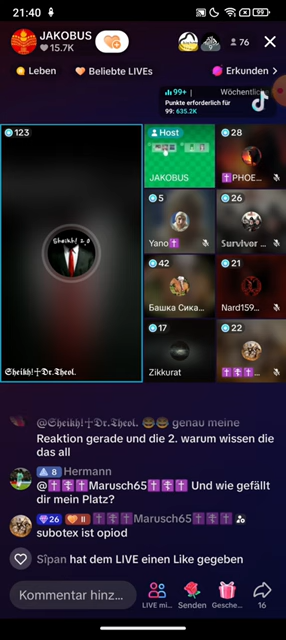 21:40
99
JAKOBUS
15.7K
76
Leben
Beliebte LIVEs
Erkunden >
99+ | Wöchentlich
Punkte erforderlich für
99: 635.2K
123
Host
JAKOBUS
28
✝️PHOE...
5
Yano✝️
26
Survivor ...
42
Башка Сика...
21
Nard159...
17
Zikkurat
22
✝️☦️✝️...
Sheikh! 2.0
𝕾𝖍𝖊𝖎𝖐𝖍!☩𝕯𝖗.𝕿𝖍𝖊𝖔𝖑.
@𝕾𝖍𝖊𝖎𝖐𝖍!☩𝕯𝖗.𝕿𝖍𝖊𝖔𝖑. 😄😄 genau meine
Reaktion gerade und die 2. warum wissen die
das all
8 Hermann
@✝️☦️✝️Marusch65✝️☦️✝️ Und wie gefällt
dir mein Platz?
26 II ✝️☦️✝️Marusch65✝️☦️✝️
subotex ist opiod
Sîpan hat dem LIVE einen Like gegeben
Kommentar hinz...
LIVE mi...
Senden
Gesche...
16